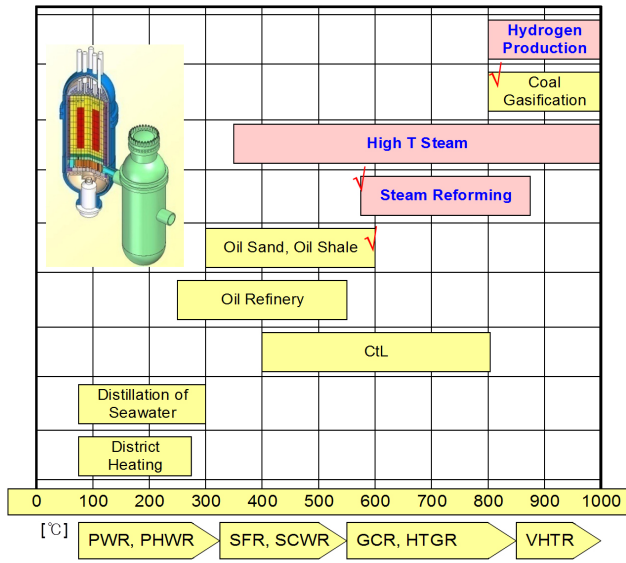 Hydrogen
Production
Coal
Gasification
High T Steam
Steam Reforming
Oil Sand, Oil Shale
Oil Refinery
CtL
Distillation of
Seawater
District
Heating
0 100 200 300 400 500 600 700 800 900 1000
[℃]
PWR, PHWR SFR, SCWR GCR, HTGR VHTR